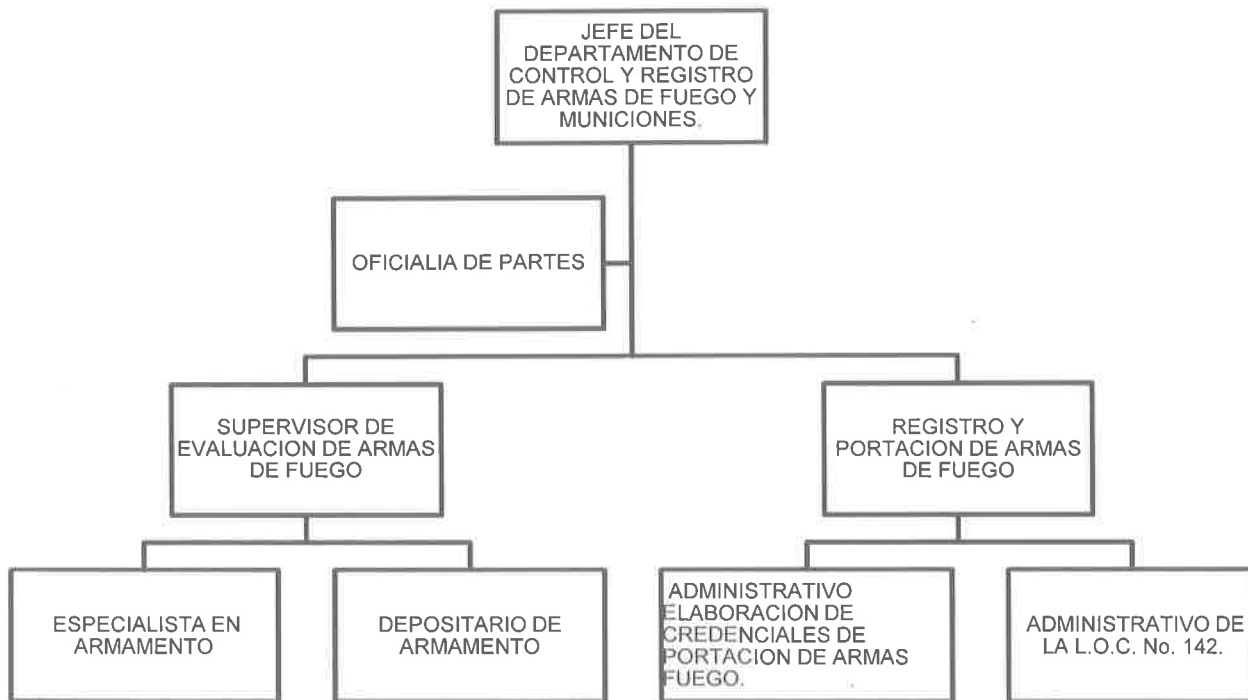 JEFE DEL
DEPARTAMENTO DE
CONTROL Y REGISTRO
DE ARMAS DE FUEGO Y
MUNICIONES.
OFICIALIA DE PARTES
SUPERVISOR DE
EVALUACION DE ARMAS
DE FUEGO
REGISTRO Y
PORTACION DE ARMAS
DE FUEGO
ESPECIALISTA EN
ARMAMENTO
DEPOSITARIO DE
ARMAMENTO
ADMINISTRATIVO
ELABORACION DE
CREDENCIALES DE
PORTACION DE ARMAS
FUEGO.
ADMINISTRATIVO DE
LA L.O.C. No. 142.